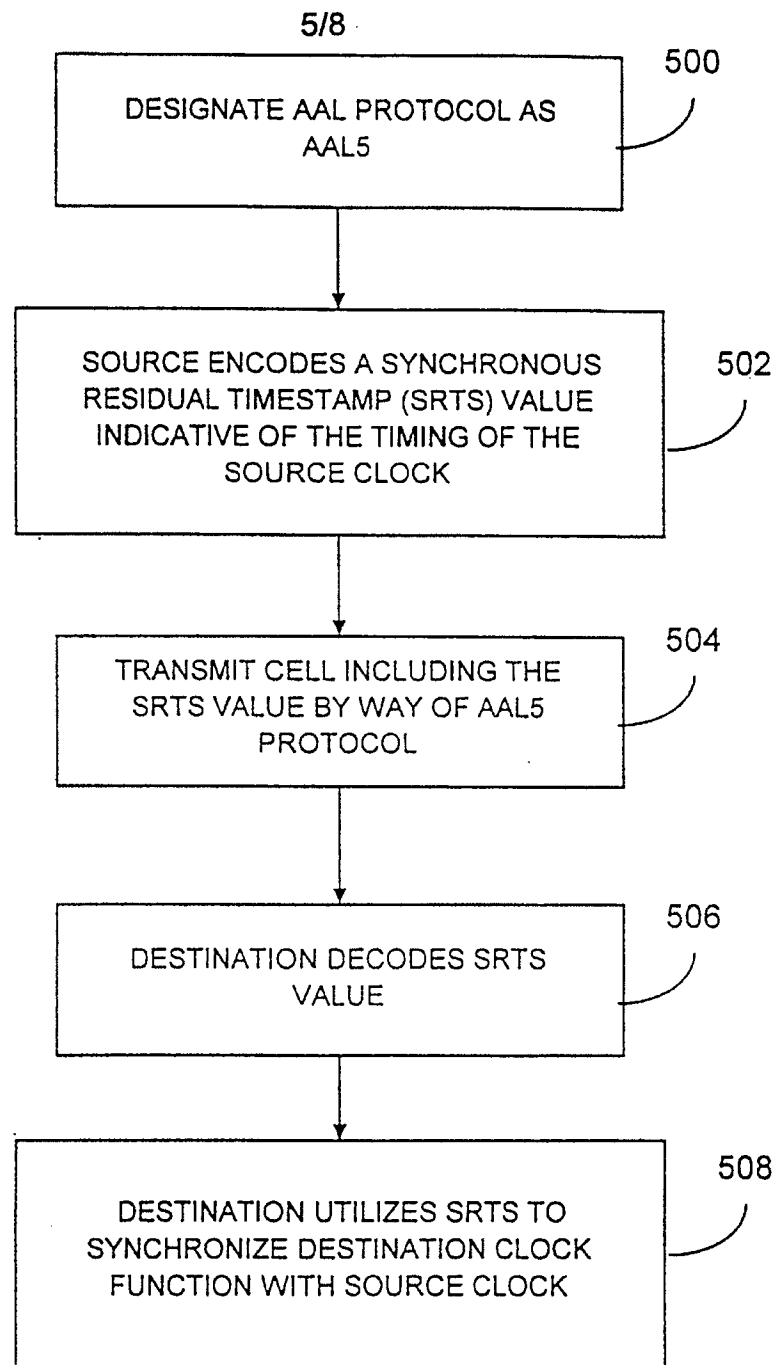 5/8
500
DESIGNATE AAL PROTOCOL AS
AAL5
502
SOURCE ENCODES A SYNCHRONOUS
RESIDUAL TIMESTAMP (SRTS) VALUE
INDICATIVE OF THE TIMING OF THE
SOURCE CLOCK
504
TRANSMIT CELL INCLUDING THE
SRTS VALUE BY WAY OF AAL5
PROTOCOL
506
DESTINATION DECODES SRTS
VALUE
508
DESTINATION UTILIZES SRTS TO
SYNCHRONIZE DESTINATION CLOCK
FUNCTION WITH SOURCE CLOCK